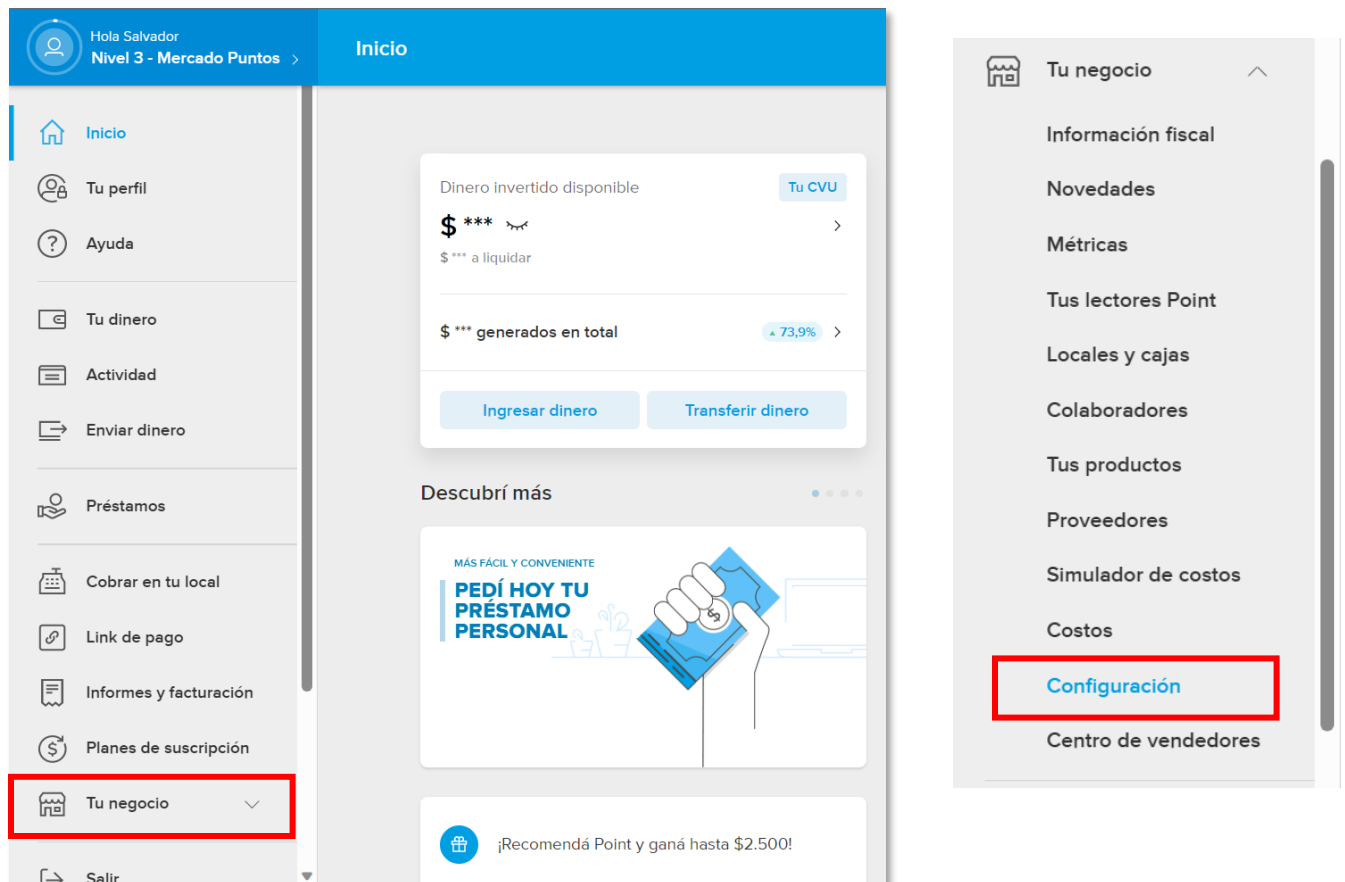 Hola Salvador
Nivel 3 - Mercado Puntos
Inicio
Inicio
Tu perfil
Ayuda
Tu dinero
Actividad
Enviar dinero
Préstamos
Cobrar en tu local
Link de pago
Informes y facturación
Planes de suscripción
Tu negocio
Salir
Dinero invertido disponible
Tu CVU
$ ***
$ *** a liquidar
$ *** generados en total
73,9%
Ingresar dinero
Transferir dinero
Descubrí más
MÁS FÁCIL Y CONVENIENTE
PEDÍ HOY TU
PRÉSTAMO
PERSONAL
¡Recomendá Point y ganá hasta $2.500!
Tu negocio
Información fiscal
Novedades
Métricas
Tus lectores Point
Locales y cajas
Colaboradores
Tus productos
Proveedores
Simulador de costos
Costos
Configuración
Centro de vendedores